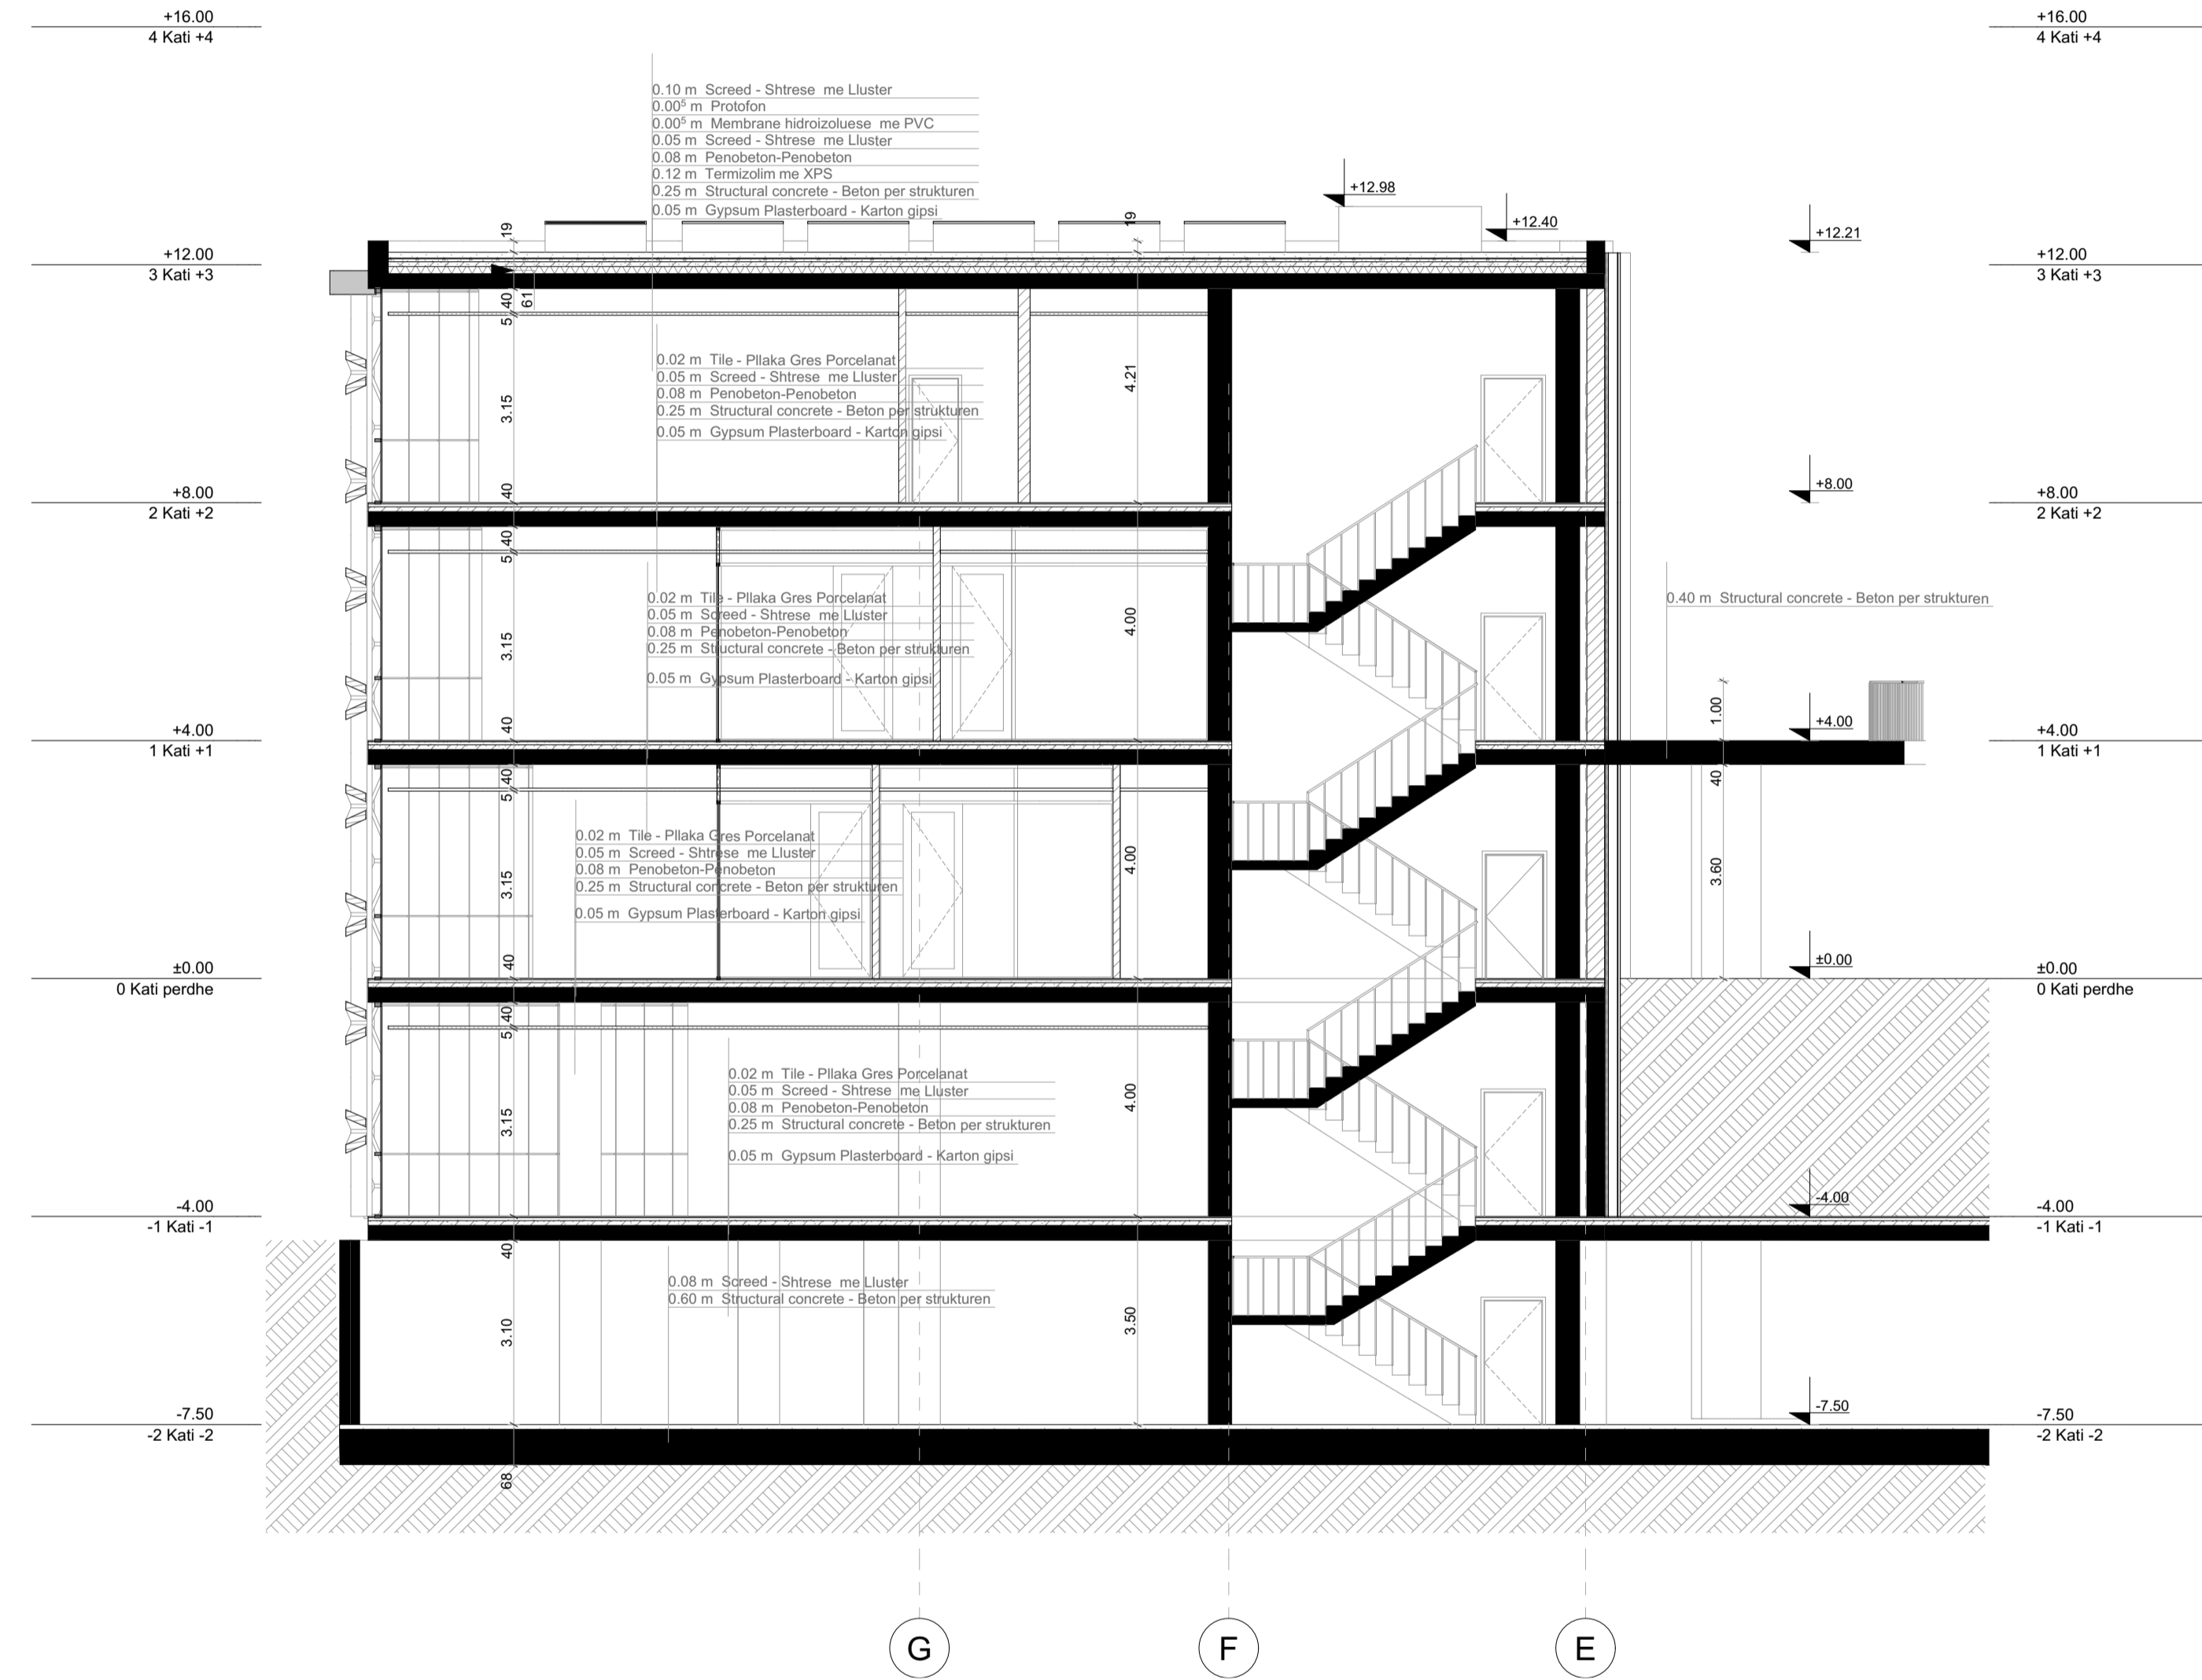 +16.00
4 Kati +4
+16.00
4 Kati +4
0.10 m Screed - Shtrese me Lluster
0.00⁵ m Protofon
0.00⁵ m Membrane hidroizoluese me PVC
0.05 m Screed - Shtrese me Lluster
0.08 m Penobeton-Penobeton
0.12 m Termizolim me XPS
0.25 m Structural concrete - Beton per strukturen
0.05 m Gypsum Plasterboard - Karton gipsi
+12.98
+12.40
+12.21
19
19
+12.00
3 Kati +3
+12.00
3 Kati +3
40
61
5
0.02 m Tile - Pllaka Gres Porcelanat
0.05 m Screed - Shtrese me Lluster
0.08 m Penobeton-Penobeton
0.25 m Structural concrete - Beton per strukturen
0.05 m Gypsum Plasterboard - Karton gipsi
3.15
4.21
40
+8.00
2 Kati +2
+8.00
+8.00
2 Kati +2
40
5
0.02 m Tile - Pllaka Gres Porcelanat
0.05 m Screed - Shtrese me Lluster
0.08 m Penobeton-Penobeton
0.25 m Structural concrete - Beton per strukturen
0.05 m Gypsum Plasterboard - Karton gipsi
3.15
4.00
0.40 m Structural concrete - Beton per strukturen
1.00
40
+4.00
1 Kati +1
+4.00
+4.00
1 Kati +1
40
5
40
0.02 m Tile - Pllaka Gres Porcelanat
0.05 m Screed - Shtrese me Lluster
0.08 m Penobeton-Penobeton
0.25 m Structural concrete - Beton per strukturen
0.05 m Gypsum Plasterboard - Karton gipsi
3.15
4.00
3.60
40
±0.00
0 Kati perdhe
±0.00
±0.00
0 Kati perdhe
40
5
0.02 m Tile - Pllaka Gres Porcelanat
0.05 m Screed - Shtrese me Lluster
0.08 m Penobeton-Penobeton
0.25 m Structural concrete - Beton per strukturen
0.05 m Gypsum Plasterboard - Karton gipsi
3.15
4.00
-4.00
-1 Kati -1
-4.00
-4.00
-1 Kati -1
40
0.08 m Screed - Shtrese me Lluster
0.60 m Structural concrete - Beton per strukturen
3.10
3.50
-7.50
-2 Kati -2
-7.50
-7.50
-2 Kati -2
68
G
F
E